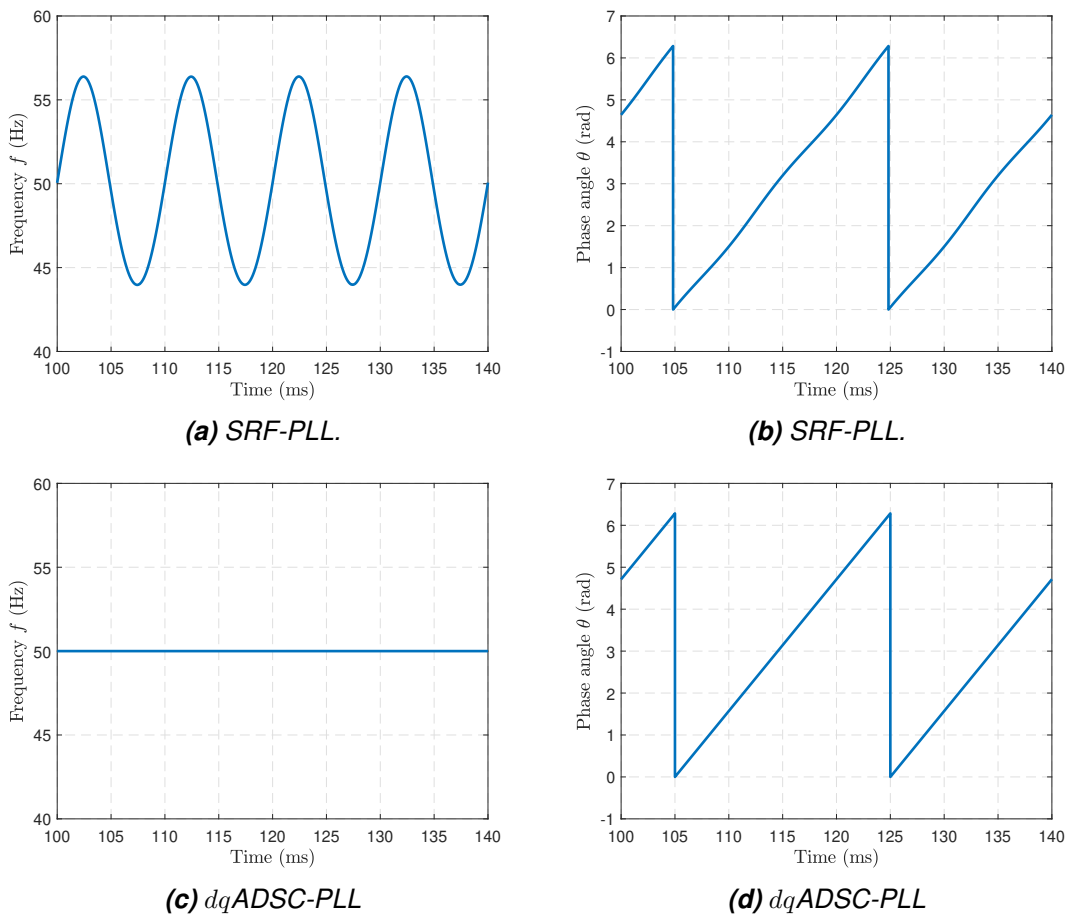 60
55
50
45
40
Frequency f (Hz)
100 105 110 115 120 125 130 135 140
Time (ms)
(a) SRF-PLL.
7
6
5
4
3
2
1
0
-1
Phase angle θ (rad)
100 105 110 115 120 125 130 135 140
Time (ms)
(b) SRF-PLL.
60
55
50
45
40
Frequency f (Hz)
100 105 110 115 120 125 130 135 140
Time (ms)
(c) dqADSC-PLL
7
6
5
4
3
2
1
0
-1
Phase angle θ (rad)
100 105 110 115 120 125 130 135 140
Time (ms)
(d) dqADSC-PLL